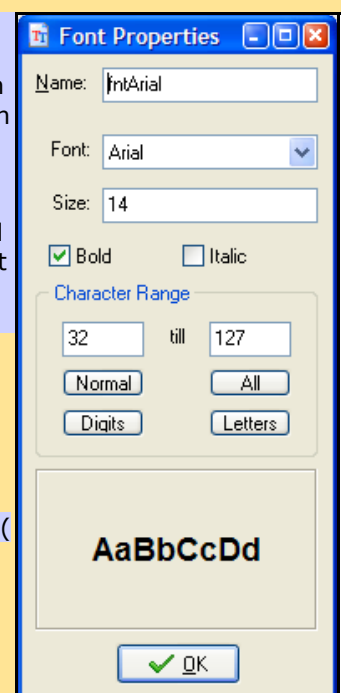 Font Properties
Name: fntArial
Font: Arial
Size: 14
Bold Italic
Character Range
32 till 127
Normal All
Digits Letters
AaBbCcDd
OK
(